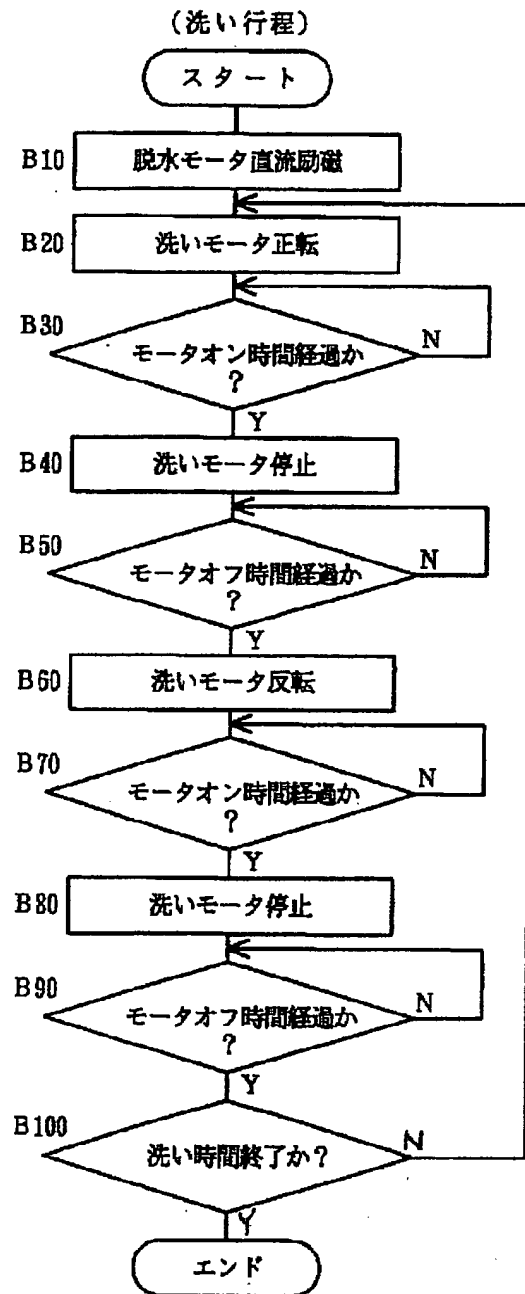 (洗い行程)
スタート
B10 脱水モータ直流励磁
B20 洗いモータ正転
B30 モータオン時間経過か
? N
Y
B40 洗いモータ停止
B50 モータオフ時間経過か
? N
Y
B60 洗いモータ反転
B70 モータオン時間経過か
? N
Y
B80 洗いモータ停止
B90 モータオフ時間経過か
? N
Y
B100 洗い時間終了か? N
Y
エンド